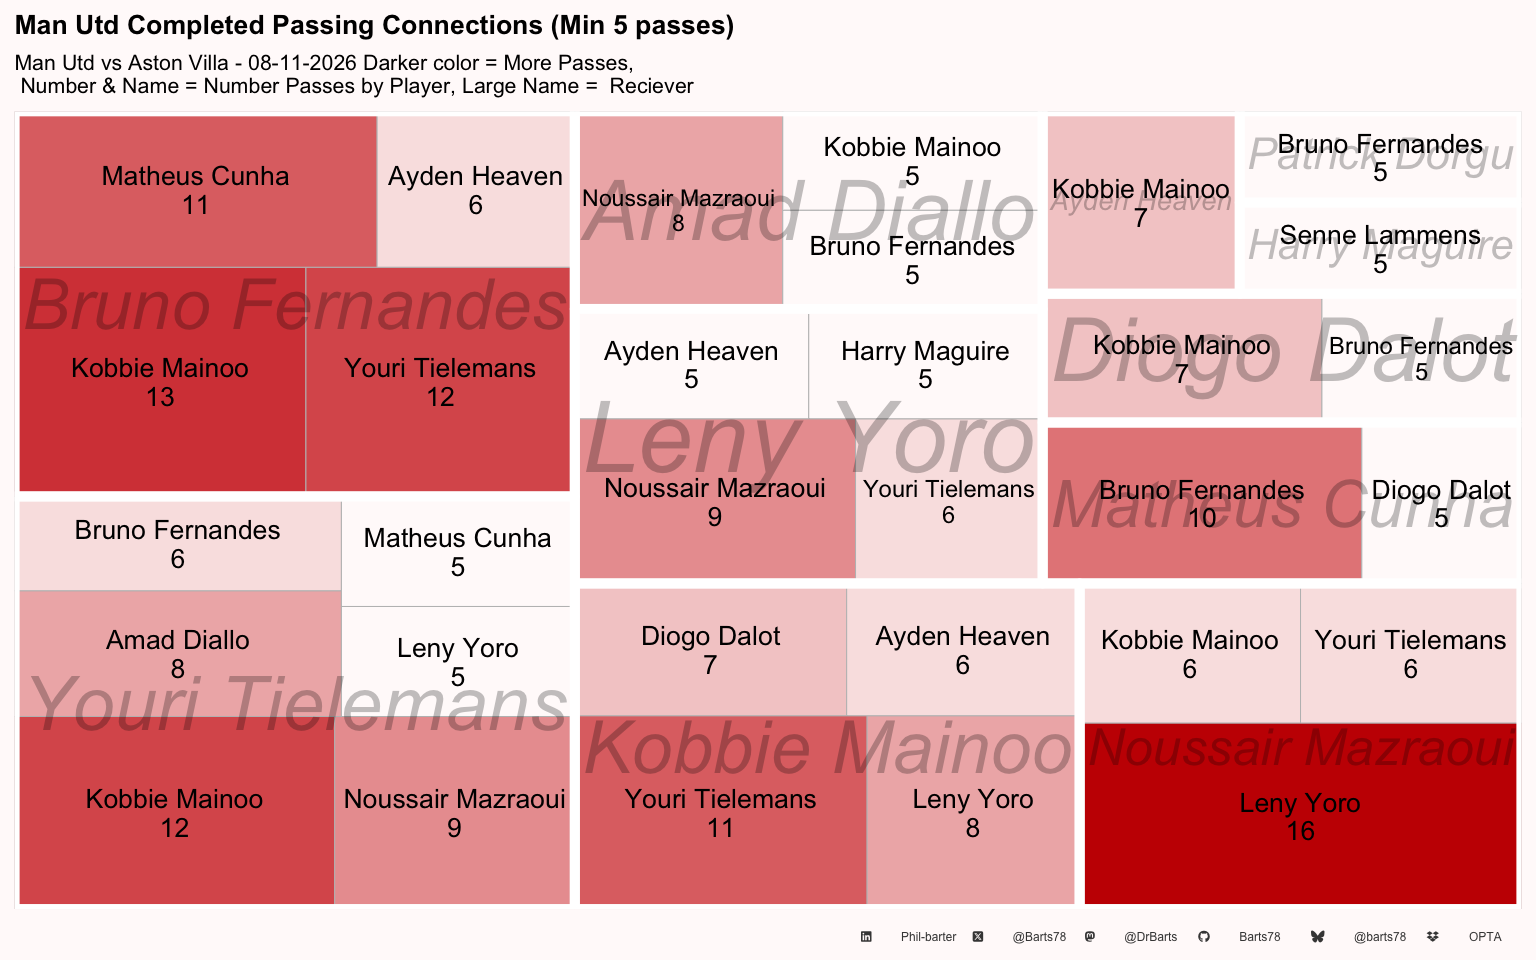 Man Utd Completed Passing Connections (Min 5 passes)
Man Utd vs Aston Villa - 08-11-2026 Darker color = More Passes,
Number & Name = Number Passes by Player, Large Name =  Reciever
Bruno Fernandes
Matheus Cunha
11
Ayden Heaven
6
Kobbie Mainoo
13
Youri Tielemans
12
Youri Tielemans
Bruno Fernandes
6
Matheus Cunha
5
Amad Diallo
8
Leny Yoro
5
Kobbie Mainoo
12
Noussair Mazraoui
9
Amad Diallo
Noussair Mazraoui
8
Kobbie Mainoo
5
Bruno Fernandes
5
Leny Yoro
Ayden Heaven
5
Harry Maguire
5
Noussair Mazraoui
9
Youri Tielemans
6
Kobbie Mainoo
Diogo Dalot
7
Ayden Heaven
6
Youri Tielemans
11
Leny Yoro
8
Ayden Heaven
Kobbie Mainoo
7
Patrick Dorgu
Bruno Fernandes
5
Harry Maguire
Senne Lammens
5
Diogo Dalot
Kobbie Mainoo
7
Bruno Fernandes
5
Matheus Cunha
Bruno Fernandes
10
Diogo Dalot
5
Noussair Mazraoui
Kobbie Mainoo
6
Youri Tielemans
6
Leny Yoro
16
Phil-barter @Barts78 @DrBarts Barts78 @barts78 OPTA